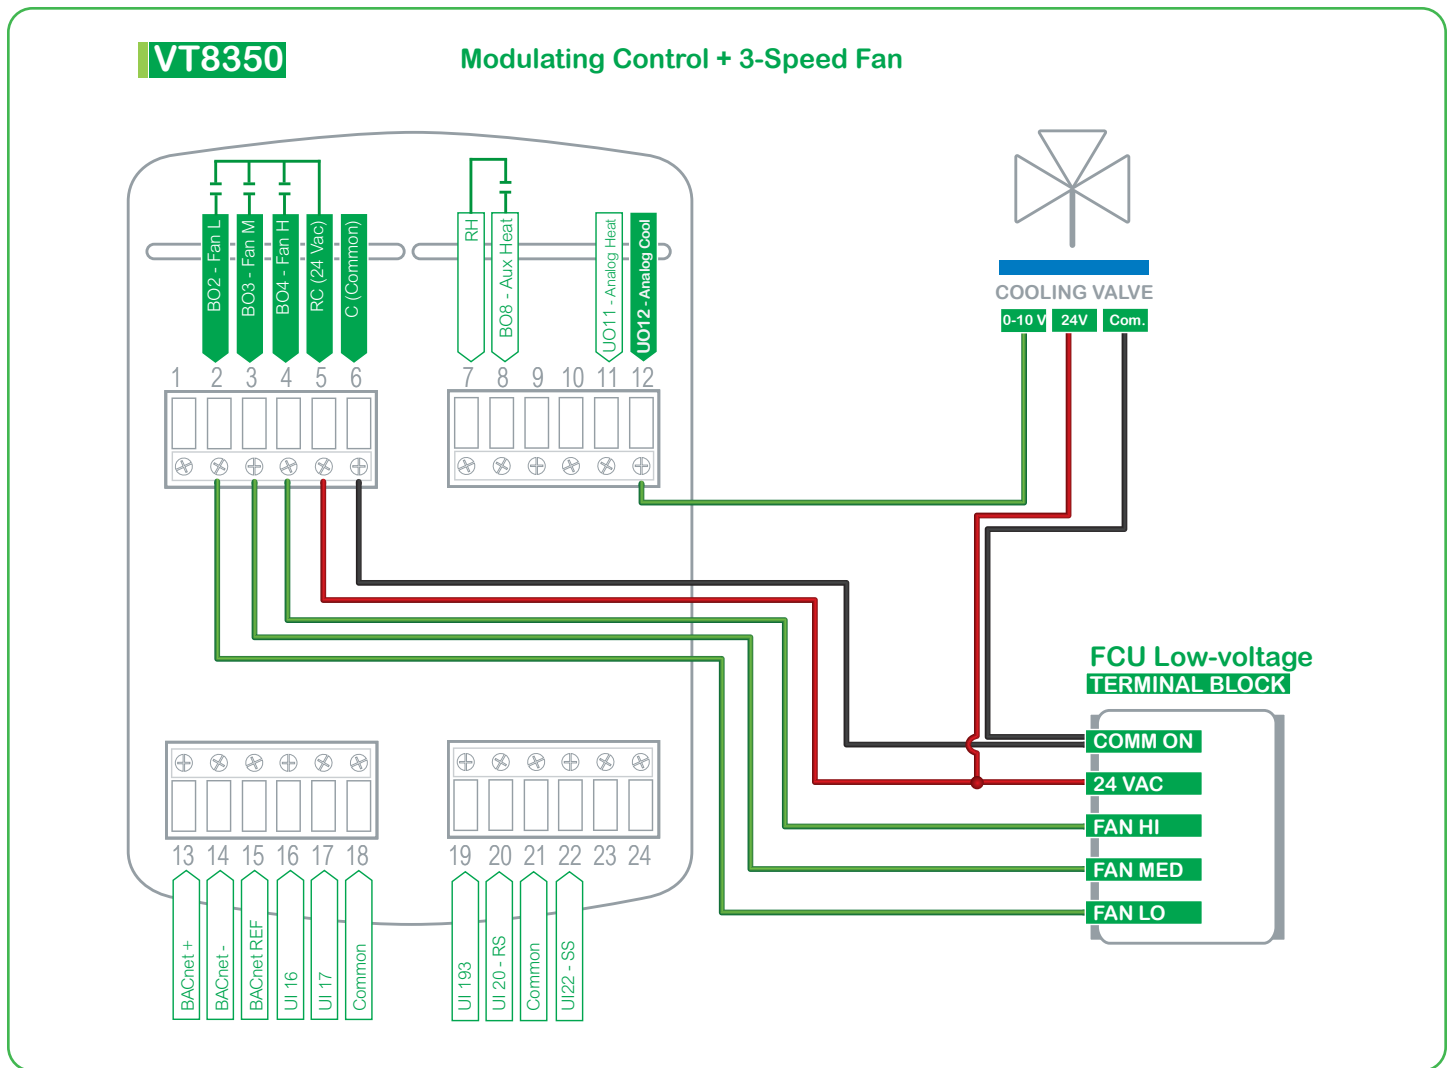 VT8350
Modulating Control + 3-Speed Fan
BO2 - Fan L
BO3 - Fan M
BO4 - Fan H
RC (24 Vac)
C (Common)
RH
BO8 - Aux Heat
UO11 - Analog Heat
UO12 - Analog Cool
1 2 3 4 5 6
7 8 9 10 11 12
COOLING VALVE
0-10 V 24V Com.
FCU Low-voltage
TERMINAL BLOCK
COMM ON
24 VAC
FAN HI
FAN MED
FAN LO
13 14 15 16 17 18
19 20 21 22 23 24
BACnet +
BACnet -
BACnet REF
UI 16
UI 17
Common
UI 193
UI 20 - RS
Common
UI22 - SS